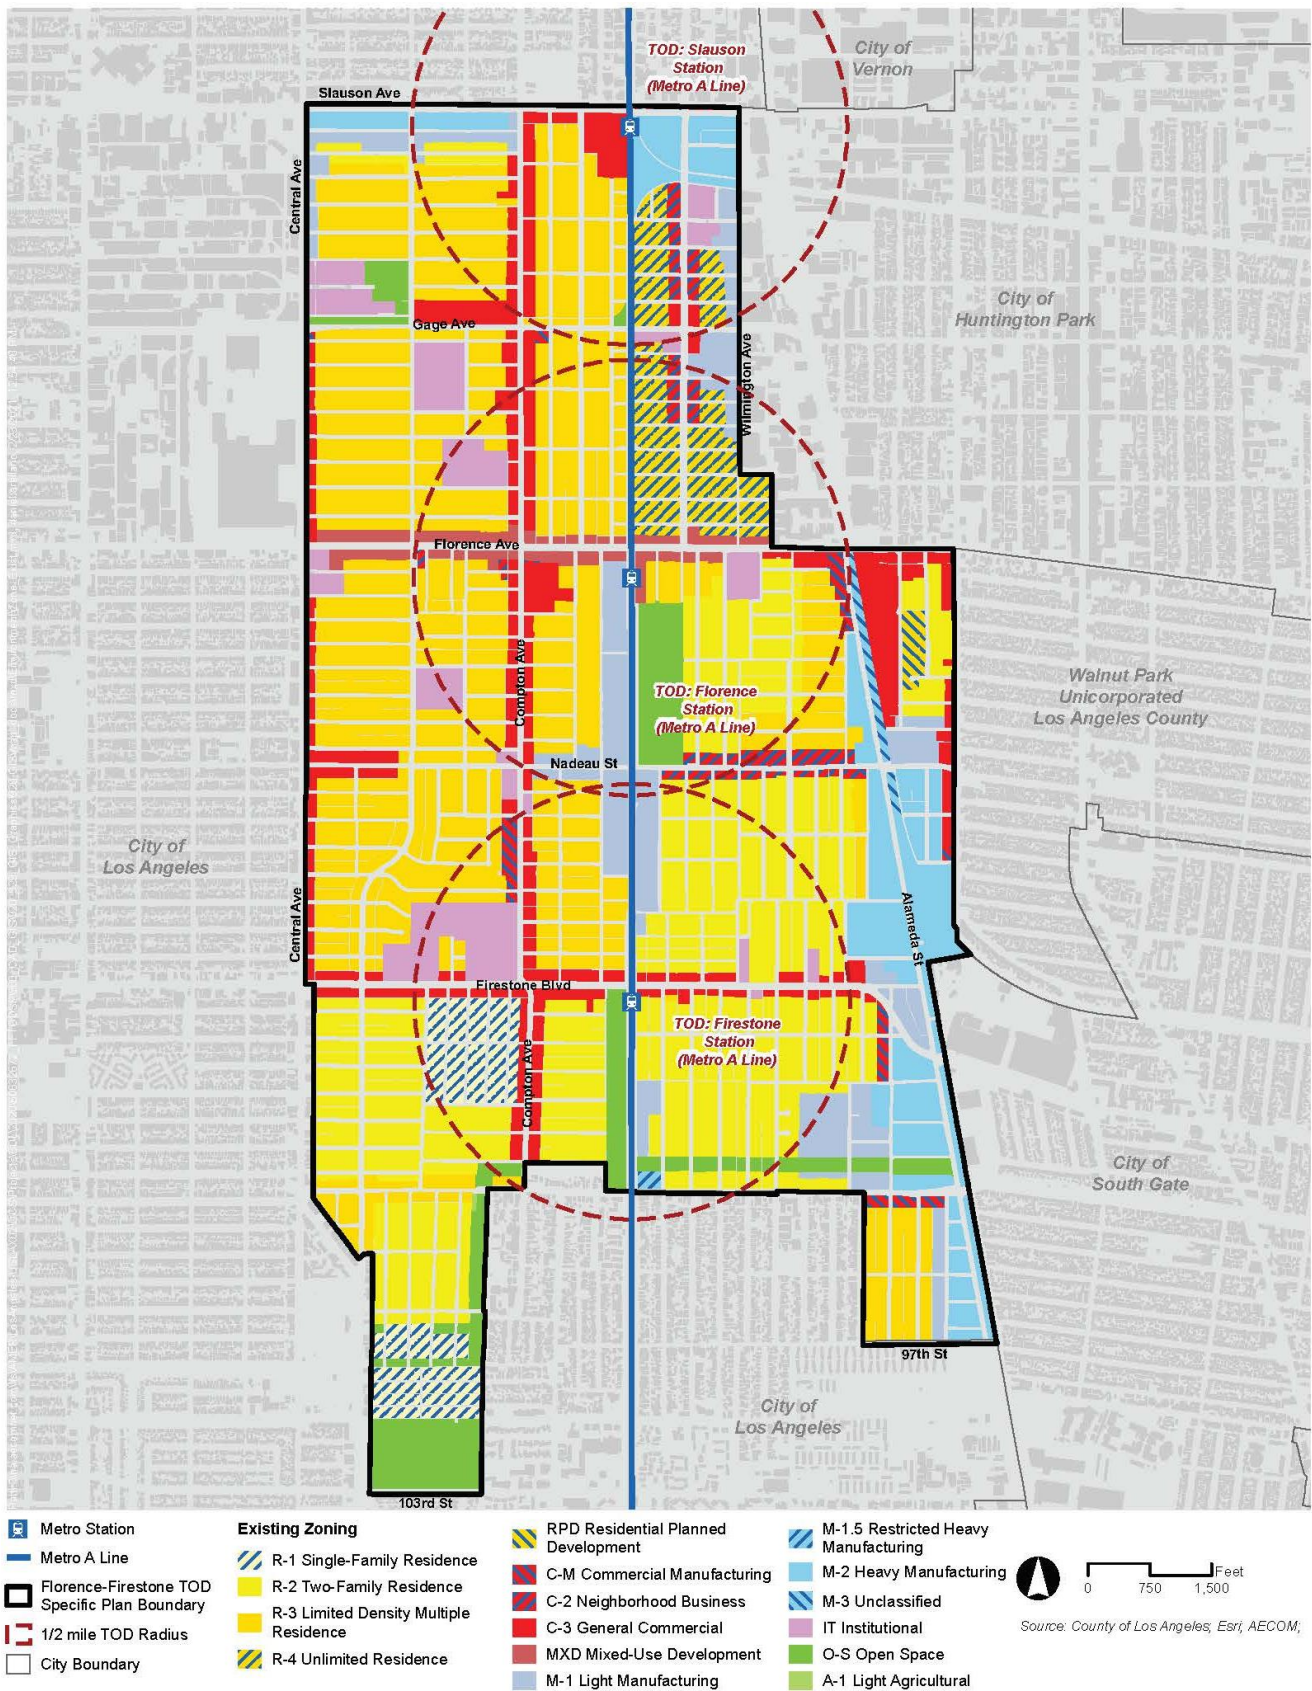 TOD: Slauson
Station
(Metro A Line)
City of
Vernon
Slauson Ave
Central Ave
City of
Huntington Park
Gage Ave
Wilmington Ave
Florence Ave
Compton Ave
TOD: Florence
Station
(Metro A Line)
Walnut Park
Unicorporated
Los Angeles County
Nadeau St
City of
Los Angeles
Central Ave
Alameda St
Firestone Blvd
TOD: Firestone
Station
(Metro A Line)
Compton Ave
City of
South Gate
97th St
City of
Los Angeles
103rd St
Metro Station
Metro A Line
Florence-Firestone TOD
Specific Plan Boundary
1/2 mile TOD Radius
City Boundary
Existing Zoning
R-1 Single-Family Residence
R-2 Two-Family Residence
R-3 Limited Density Multiple
Residence
R-4 Unlimited Residence
RPD Residential Planned
Development
C-M Commercial Manufacturing
C-2 Neighborhood Business
C-3 General Commercial
MXD Mixed-Use Development
M-1 Light Manufacturing
M-1.5 Restricted Heavy
Manufacturing
M-2 Heavy Manufacturing
M-3 Unclassified
IT Institutional
O-S Open Space
A-1 Light Agricultural
Feet
0 750 1,500
Source: County of Los Angeles; Esri; AECOM;